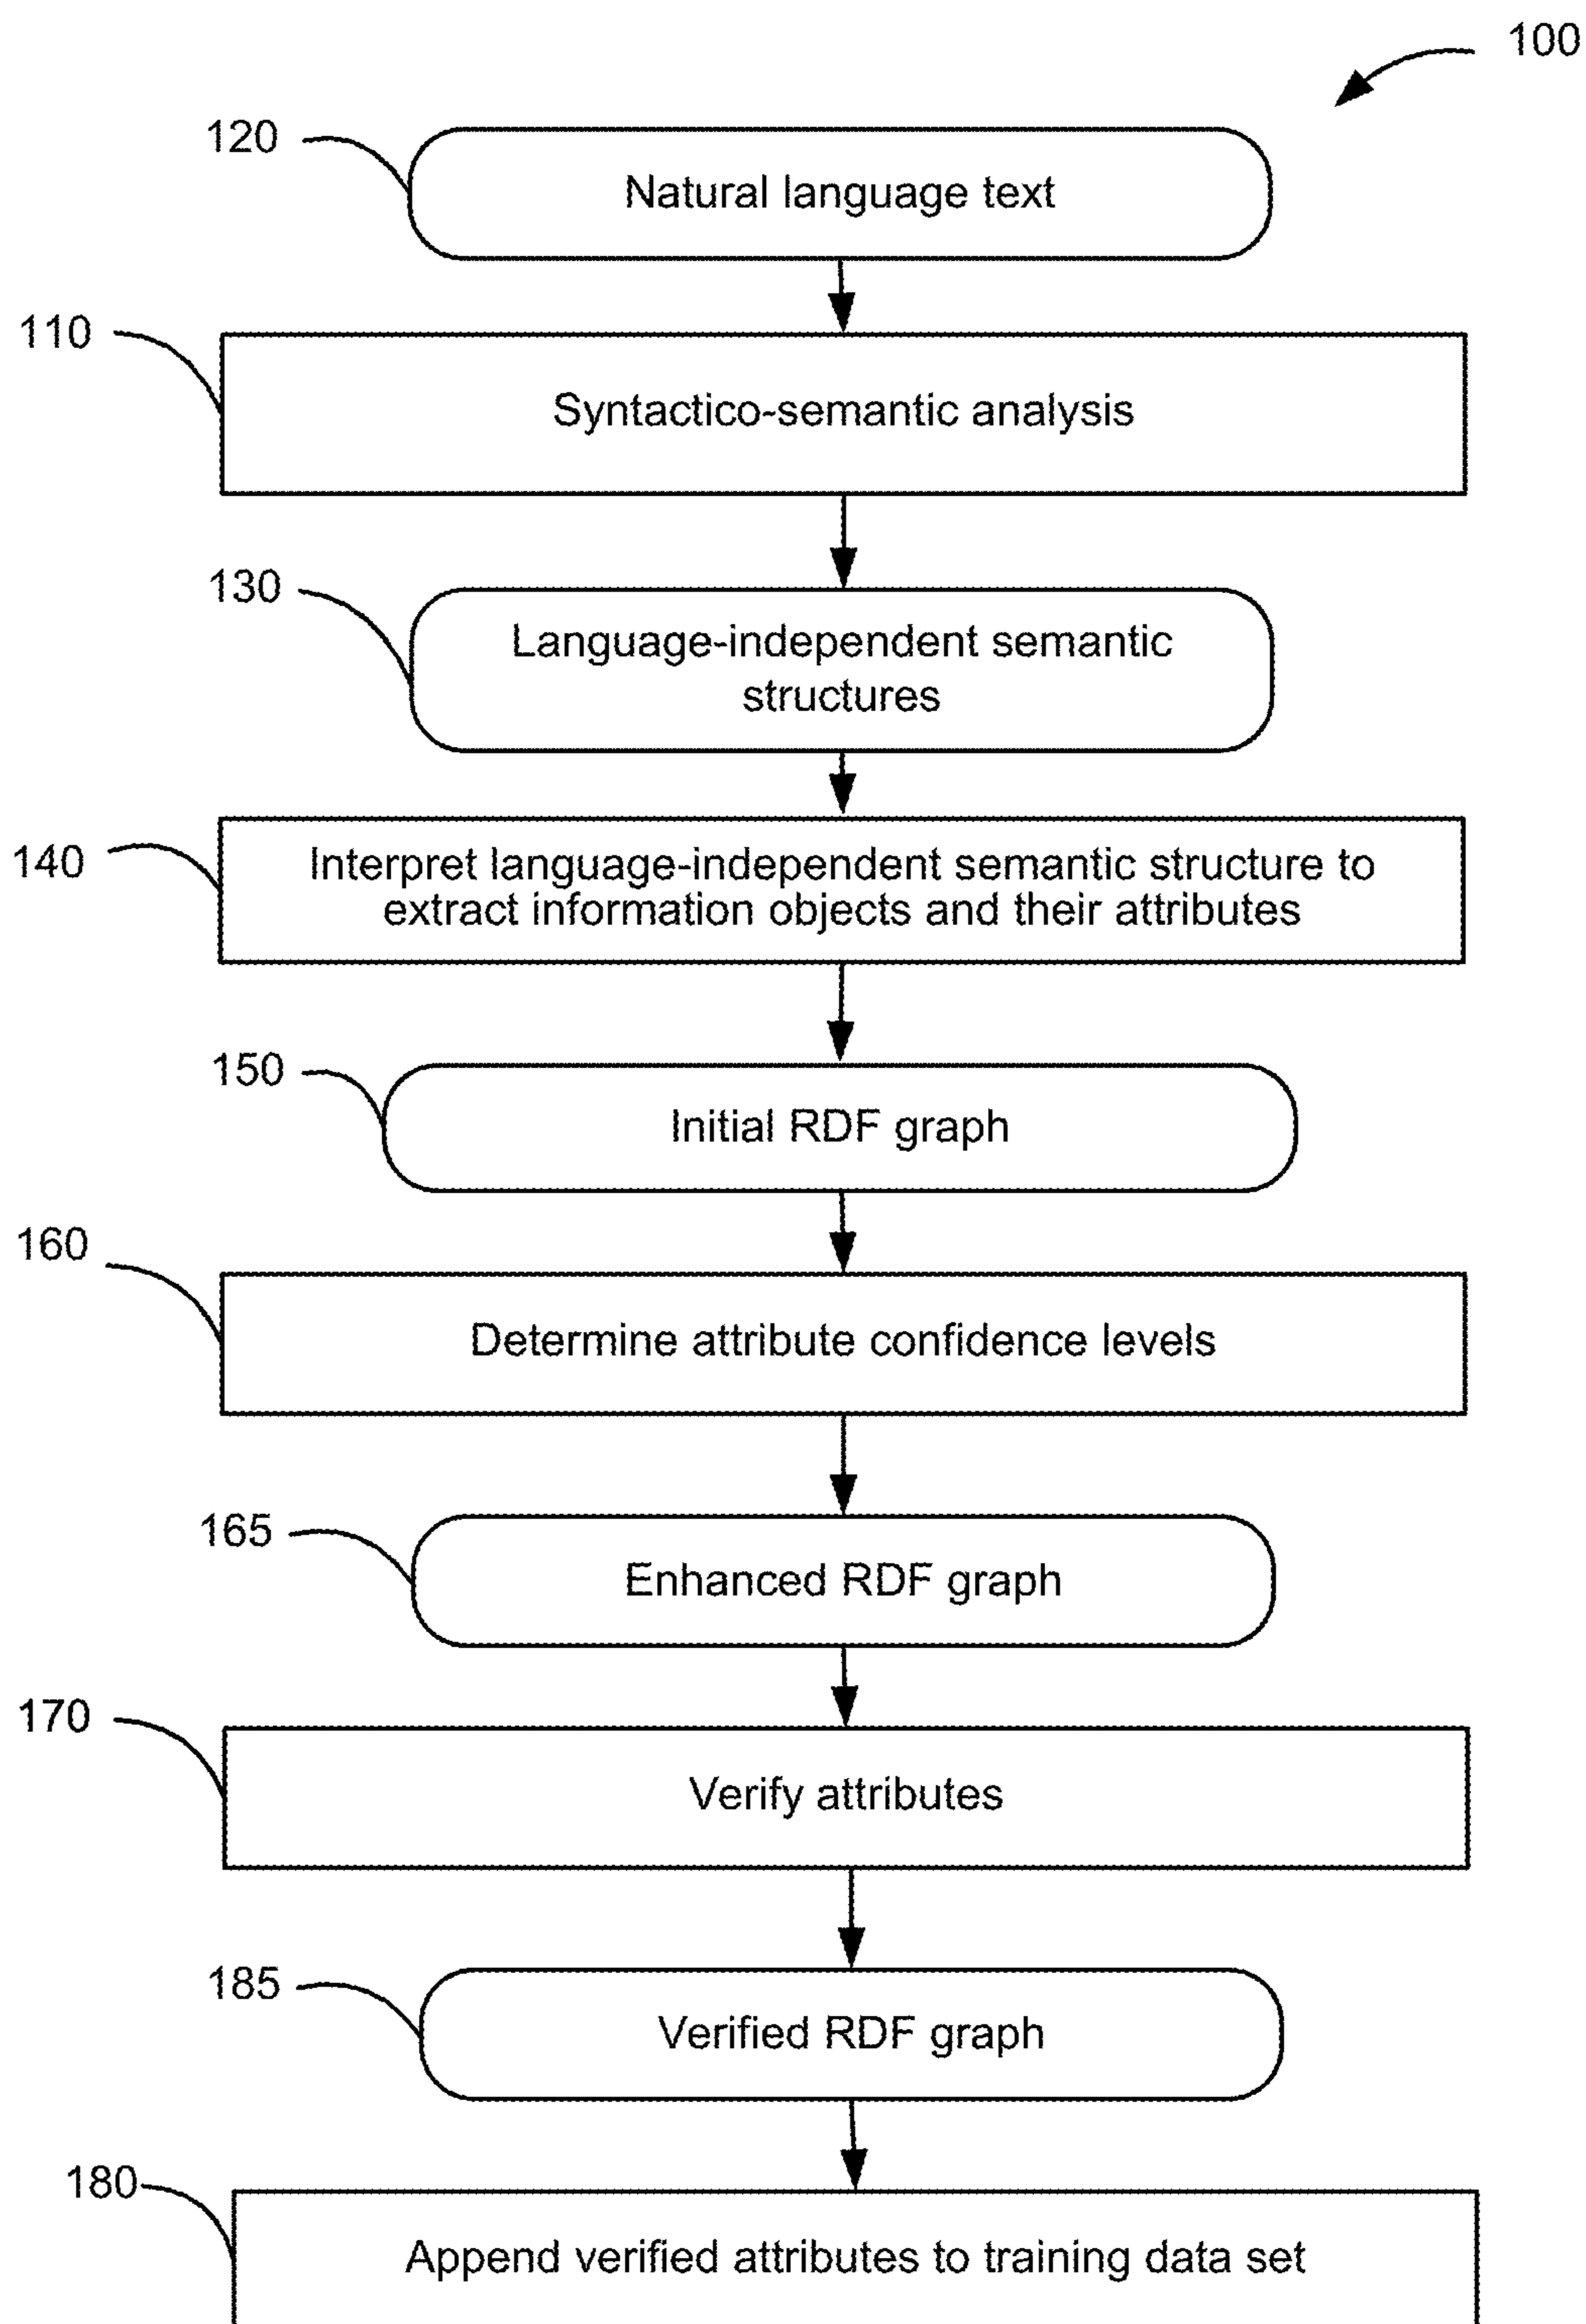 100
120
Natural language text
110
Syntactico-semantic analysis
130
Language-independent semantic
structures
140
Interpret language-independent semantic structure to
extract information objects and their attributes
150
Initial RDF graph
160
Determine attribute confidence levels
165
Enhanced RDF graph
170
Verify attributes
185
Verified RDF graph
180
Append verified attributes to training data set